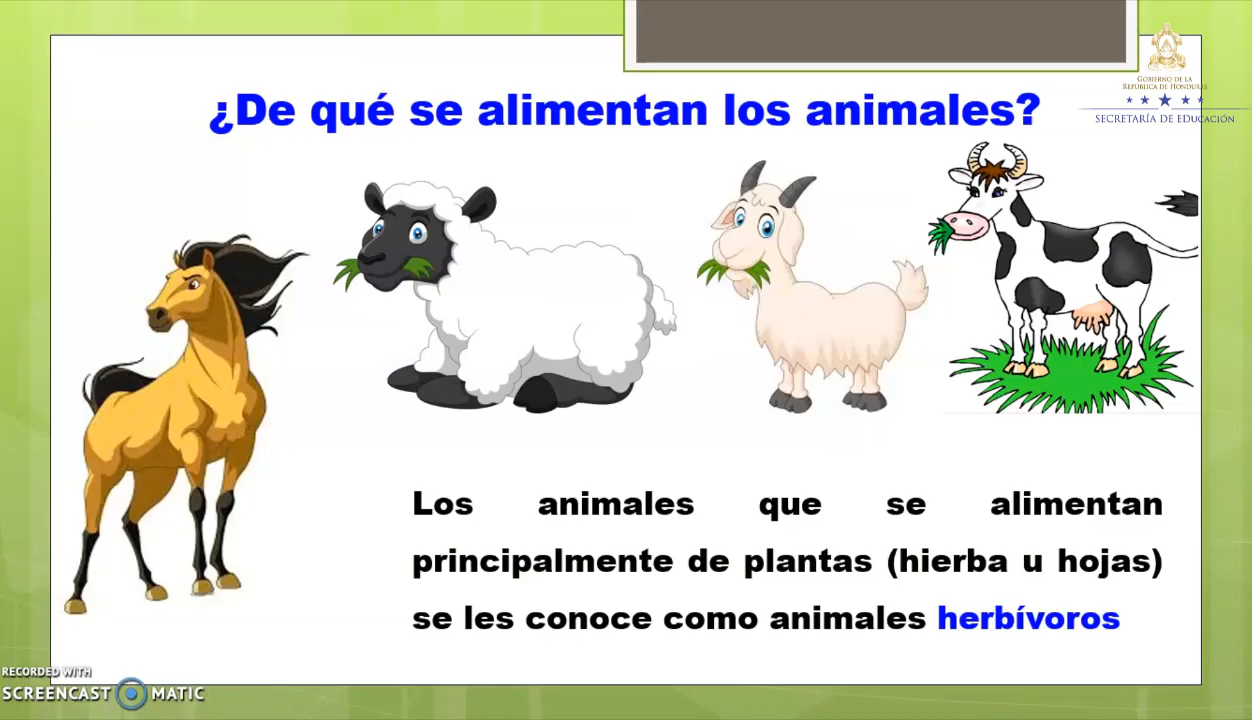 GOBIERNO DE LA
REPÚBLICA DE HONDURAS
SECRETARÍA DE EDUCACIÓN
¿De qué se alimentan los animales?
Los animales que se alimentan
principalmente de plantas (hierba u hojas)
se les conoce como animales herbívoros
RECORDED WITH
SCREENCAST MATIC